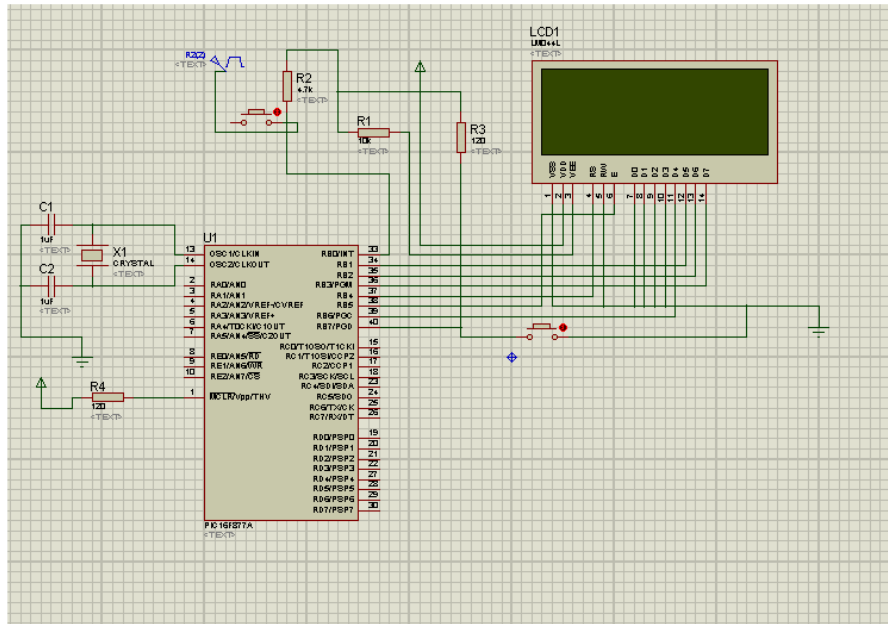 LCD1
LM044L
<TEXT>
R2(2)
<TEXT>
R2
4.7k
<TEXT>
R1
10k
<TEXT>
R3
120
<TEXT>
VSS
VDD
VEE
RS
RW
E
D0
D1
D2
D3
D4
D5
D6
D7
1
2
3
4
5
6
7
8
9
10
11
12
13
14
C1
1uF
<TEXT>
X1
CRYSTAL
<TEXT>
C2
1uF
<TEXT>
U1
13 OSC1/CLKIN
14 OSC2/CLKOUT
2 RA0/AN0
3 RA1/AN1
4 RA2/AN2/VREF-/CVREF
5 RA3/AN3/VREF+
6 RA4/T0CKI/C1OUT
7 RA5/AN4/SS/C2OUT
8 RE0/AN5/RD
9 RE1/AN6/WR
10 RE2/AN7/CS
1 MCLR/Vpp/THV
RB0/INT 33
RB1 34
RB2 35
RB3/PGM 36
RB4 37
RB5 38
RB6/PGC 39
RB7/PGD 40
RC0/T1OSO/T1CKI 15
RC1/T1OSI/CCP2 16
RC2/CCP1 17
RC3/SCK/SCL 18
RC4/SDI/SDA 23
RC5/SDO 24
RC6/TX/CK 25
RC7/RX/DT 26
RD0/PSP0 19
RD1/PSP1 20
RD2/PSP2 21
RD3/PSP3 22
RD4/PSP4 27
RD5/PSP5 28
RD6/PSP6 29
RD7/PSP7 30
PIC16F877A
<TEXT>
R4
120
<TEXT>